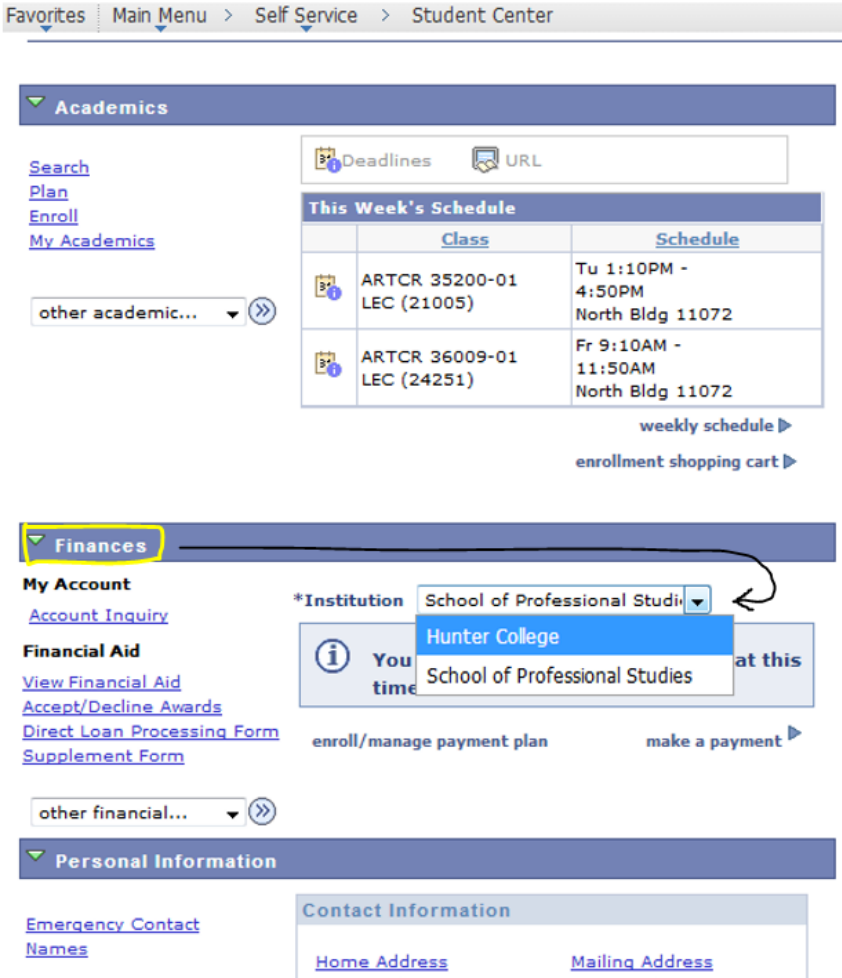 Favorites Main Menu > Self Service > Student Center
Academics
Search
Plan
Enroll
My Academics
other academic...
Deadlines URL
This Week's Schedule
Class Schedule
ARTCR 35200-01
LEC (21005)
Tu 1:10PM -
4:50PM
North Bldg 11072
ARTCR 36009-01
LEC (24251)
Fr 9:10AM -
11:50AM
North Bldg 11072
weekly schedule
enrollment shopping cart
Finances
My Account
Account Inquiry
Financial Aid
View Financial Aid
Accept/Decline Awards
Direct Loan Processing Form
Supplement Form
other financial...
*Institution School of Professional Studi
Hunter College
School of Professional Studies
You at this
time
enroll/manage payment plan make a payment
Personal Information
Emergency Contact
Names
Contact Information
Home Address Mailing Address